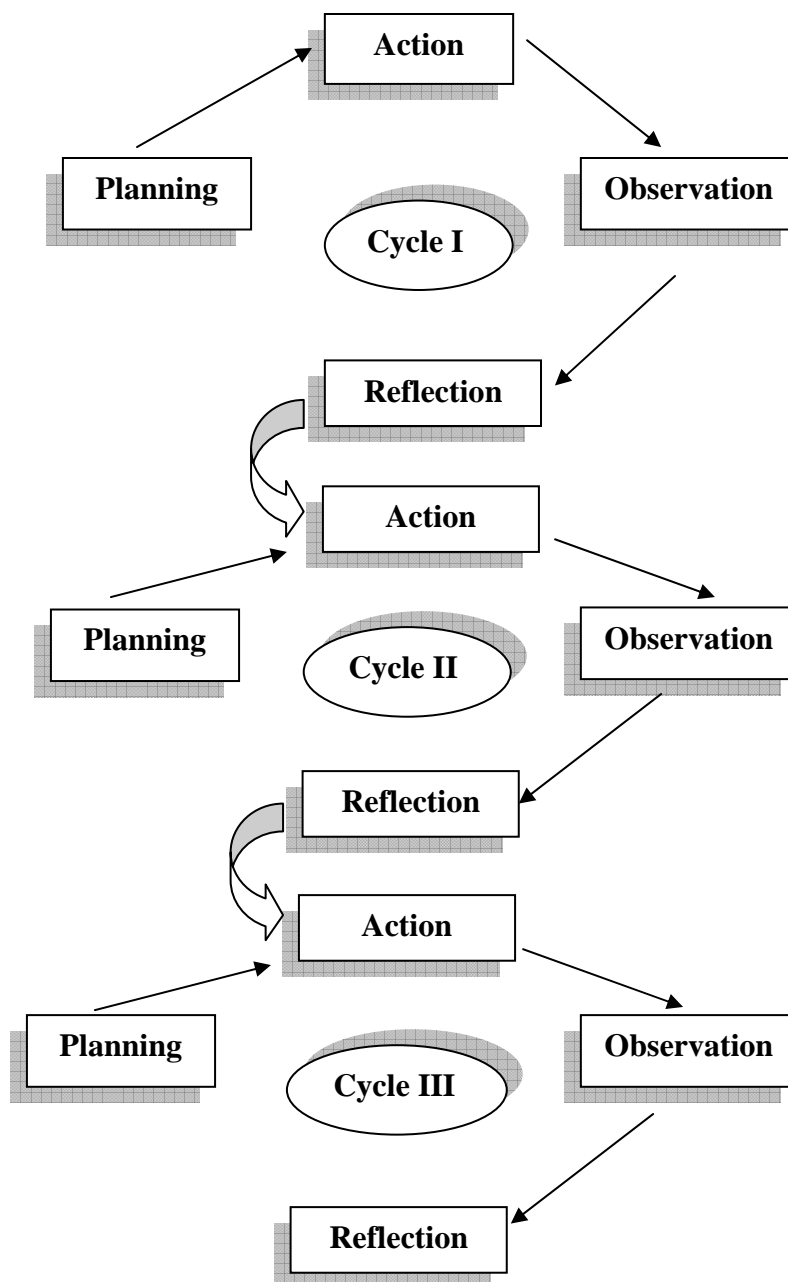 Action
Planning
Observation
Cycle I
Reflection
Action
Planning
Observation
Cycle II
Reflection
Action
Planning
Observation
Cycle III
Reflection